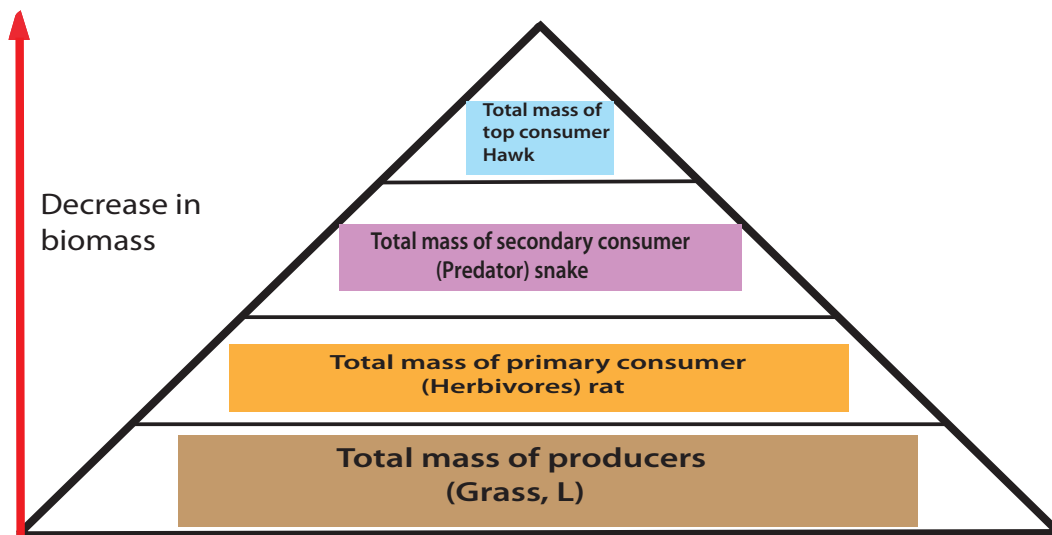 Total mass of
top consumer
Hawk
Decrease in
biomass
Total mass of secondary consumer
(Predator) snake
Total mass of primary consumer
(Herbivores) rat
Total mass of producers
(Grass, L)